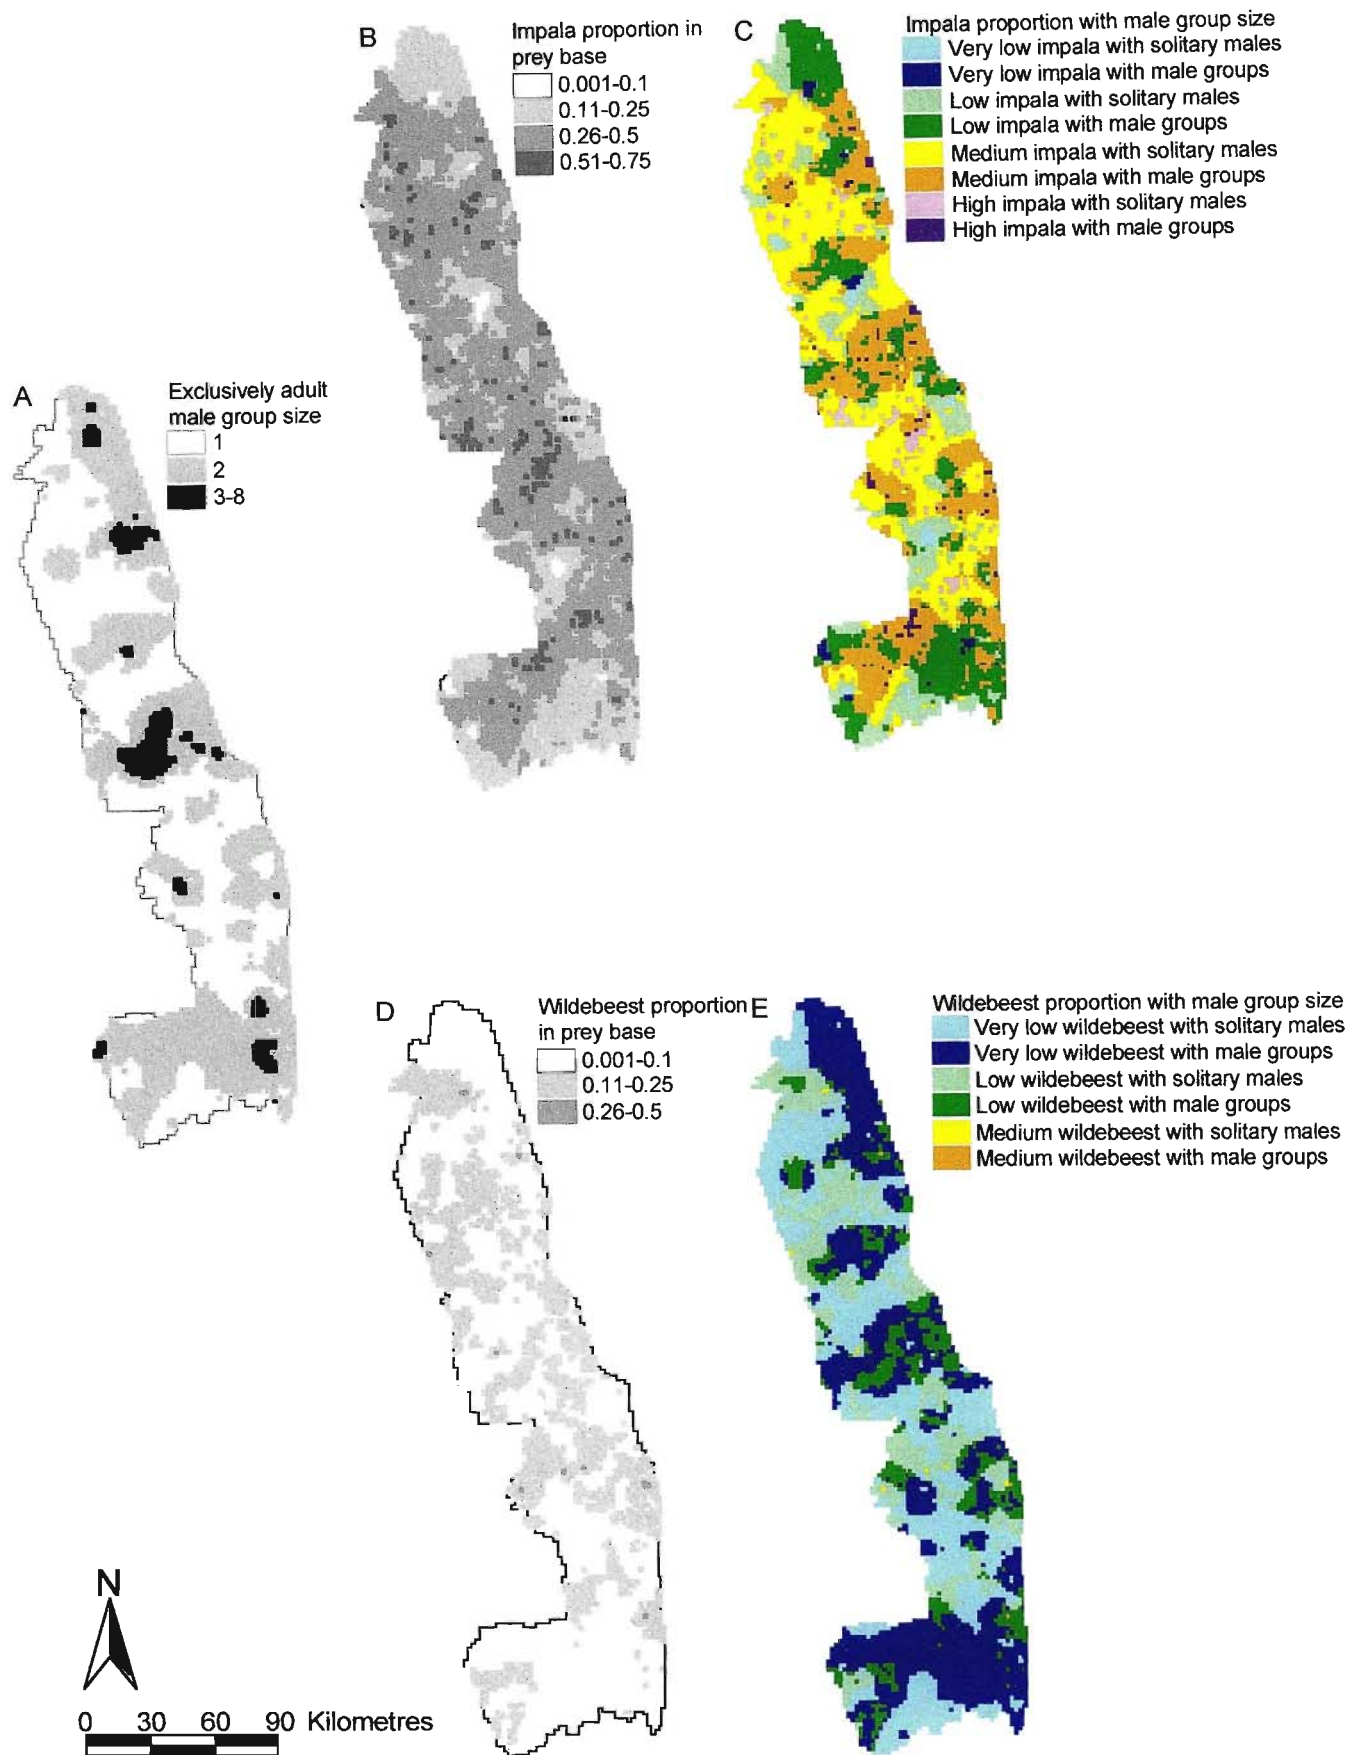 A
Exclusively adult
male group size
1
2
3-8
B
Impala proportion in
prey base
0.001-0.1
0.11-0.25
0.26-0.5
0.51-0.75
C
Impala proportion with male group size
Very low impala with solitary males
Very low impala with male groups
Low impala with solitary males
Low impala with male groups
Medium impala with solitary males
Medium impala with male groups
High impala with solitary males
High impala with male groups
D
Wildebeest proportion
in prey base
0.001-0.1
0.11-0.25
0.26-0.5
E
Wildebeest proportion with male group size
Very low wildebeest with solitary males
Very low wildebeest with male groups
Low wildebeest with solitary males
Low wildebeest with male groups
Medium wildebeest with solitary males
Medium wildebeest with male groups
N
0 30 60 90 Kilometres